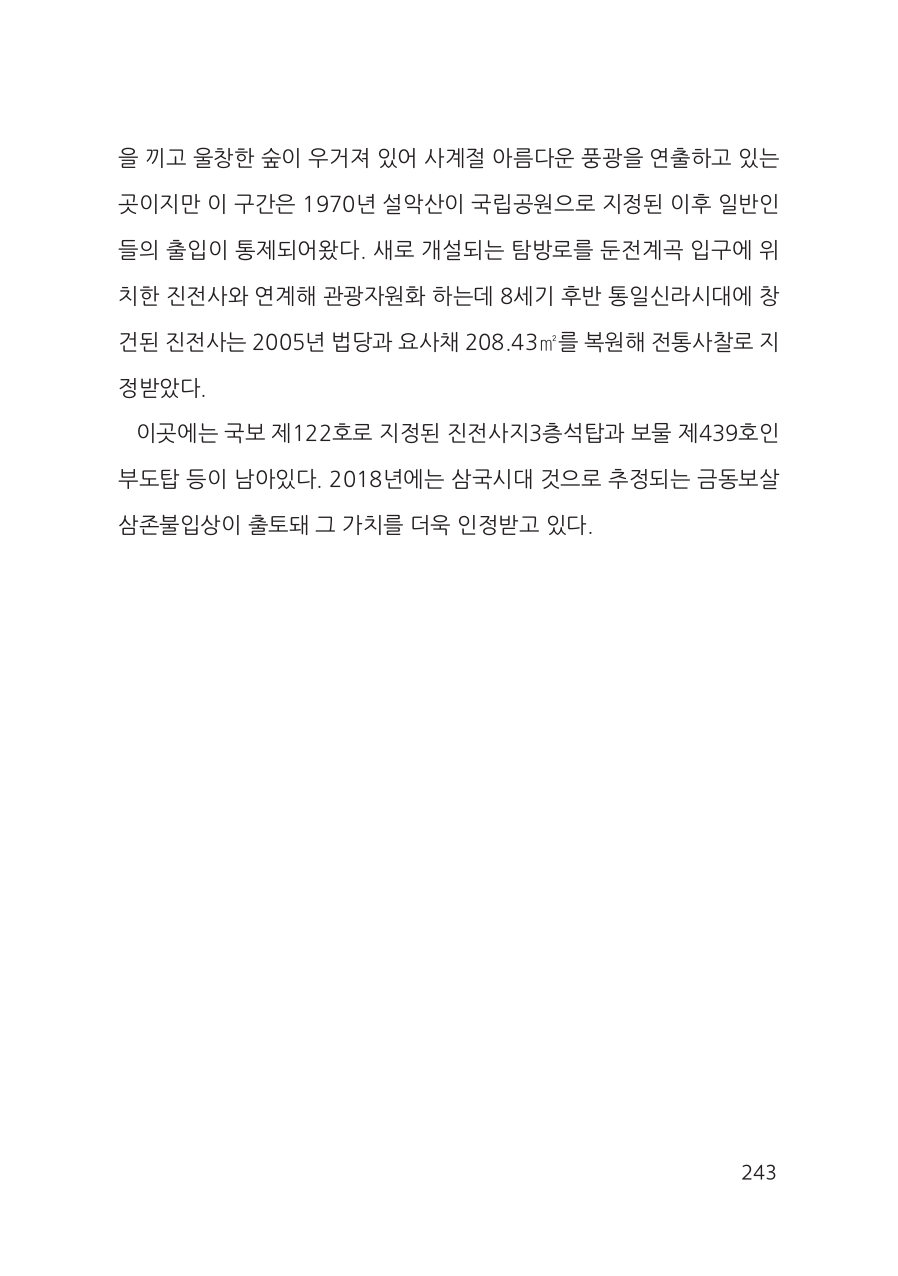 을 끼고 울창한 숲이 우거져 있어 사계절 아름다운 풍광을 연출하고 있는
곳이지만 이 구간은 1970년 설악산이 국립공원으로 지정된 이후 일반인
들의 출입이 통제되어왔다. 새로 개설되는 탐방로를 둔전계곡 입구에 위
치한 진전사와 연계해 관광자원화 하는데 8세기 후반 통일신라시대에 창
건된 진전사는 2005년 법당과 요사채 208.43㎡를 복원해 전통사찰로 지
정받았다.
이곳에는 국보 제122호로 지정된 진전사지3층석탑과 보물 제439호인
부도탑 등이 남아있다. 2018년에는 삼국시대 것으로 추정되는 금동보살
삼존불입상이 출토돼 그 가치를 더욱 인정받고 있다.
243